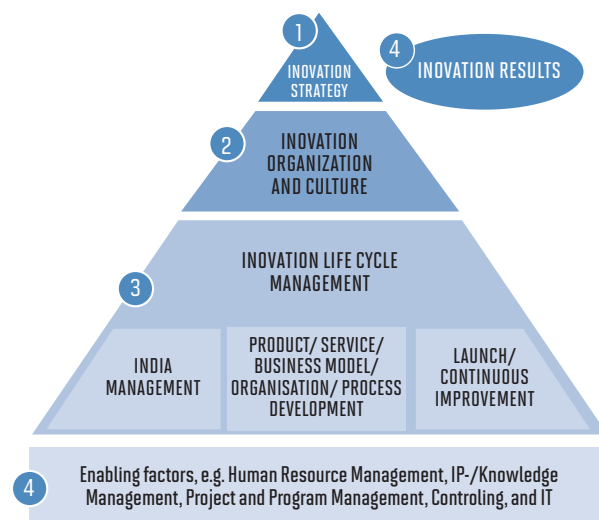 1
INOVATION
STRATEGY
4
INOVATION RESULTS
2
INOVATION
ORGANIZATION
AND CULTURE
3
INOVATION LIFE CYCLE
MANAGEMENT
INDIA
MANAGEMENT
PRODUCT/ SERVICE/
BUSINESS MODEL/
ORGANISATION/ PROCESS
DEVELOPMENT
LAUNCH/
CONTINUOUS
IMPROVEMENT
4
Enabling factors, e.g. Human Resource Management, IP-/Knowledge
Management, Project and Program Management, Controling, and IT